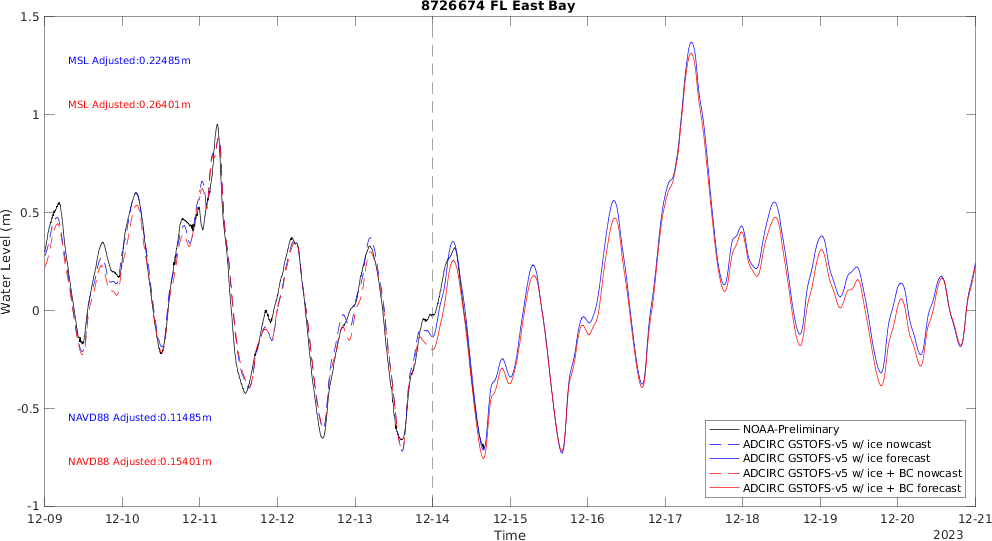 8726674 FL East Bay
1.5
1
0.5
0
-0.5
-1
Water Level (m)
MSL Adjusted:0.22485m
MSL Adjusted:0.26401m
NAVD88 Adjusted:0.11485m
NAVD88 Adjusted:0.15401m
NOAA-Preliminary
ADCIRC GSTOFS-v5 w/ ice nowcast
ADCIRC GSTOFS-v5 w/ ice forecast
ADCIRC GSTOFS-v5 w/ ice + BC nowcast
ADCIRC GSTOFS-v5 w/ ice + BC forecast
12-09 12-10 12-11 12-12 12-13 12-14 12-15 12-16 12-17 12-18 12-19 12-20 12-21
Time
2023